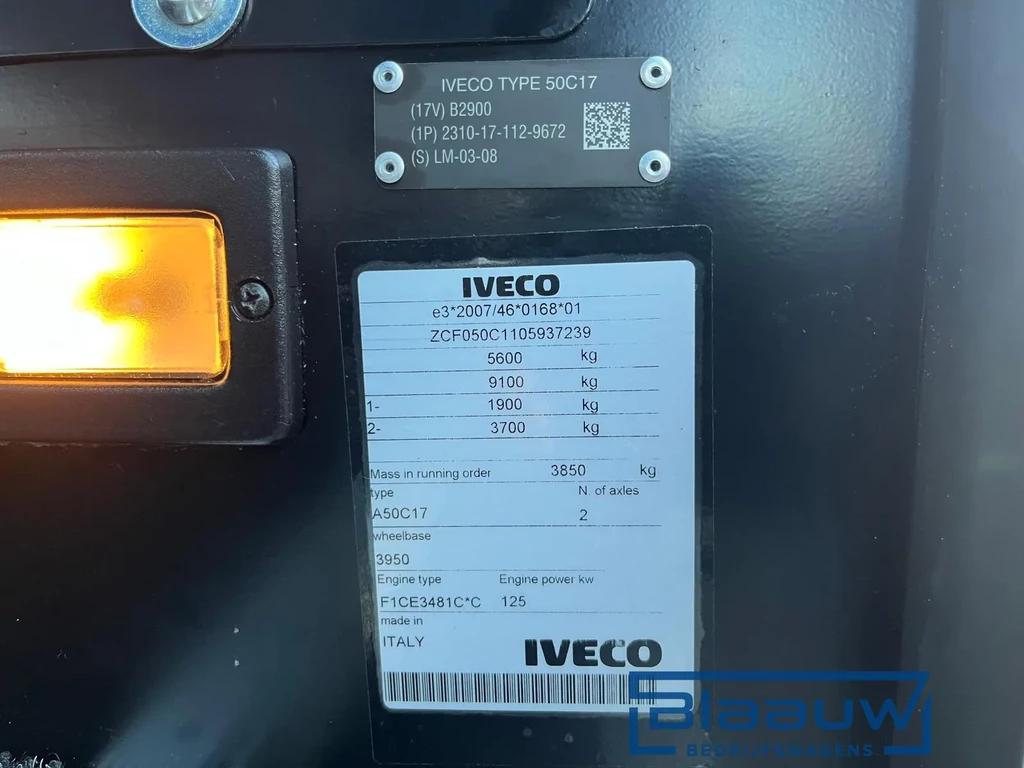 IVECO TYPE 50C17
(17V) B2900
(1P) 2310-17-112-9672
(S) LM-03-08
IVECO
e3*2007/46*0168*01
ZCF050C1105937239
5600 kg
9100 kg
1- 1900 kg
2- 3700 kg
Mass in running order 3850 kg
type N. of axles
A50C17 2
wheelbase
3950
Engine type Engine power kw
F1CE3481C*C 125
made in
ITALY
IVECO
Blaauw
BEDRIJFSWAGENS